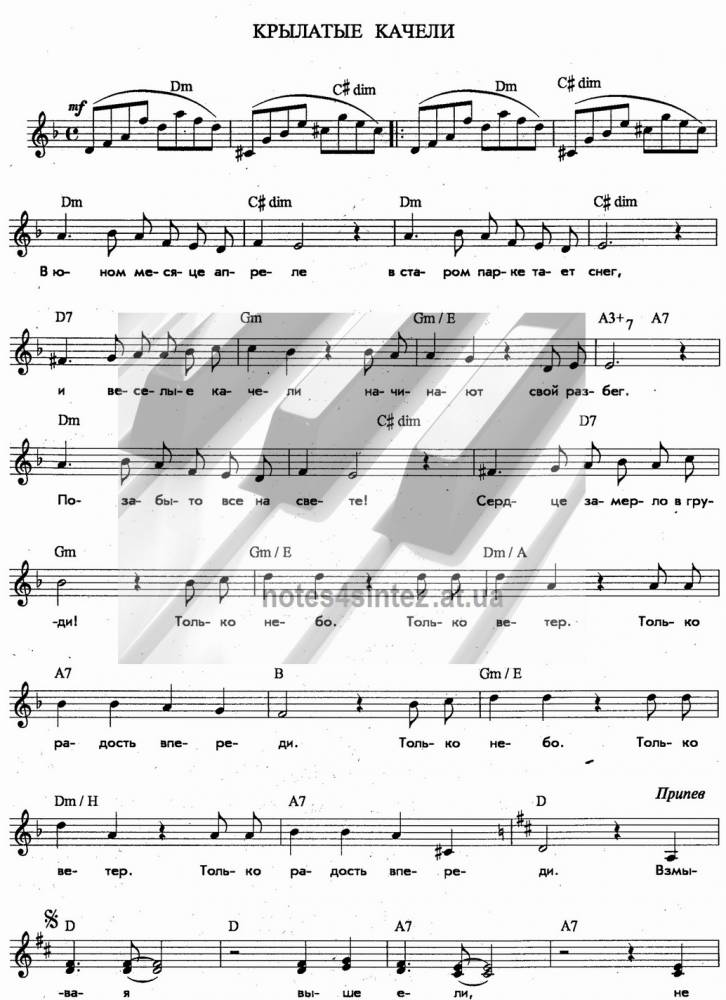 КРЫЛАТЫЕ КАЧЕЛИ
mf Dm C# dim Dm C# dim
Dm C# dim Dm C# dim
В ю- ном ме- ся- це ап- ре- ле в ста- ром пар- ке та- ет снег,
D7 Gm Gm / E A3+7 A7
и ве- се- лы- е ка- че- ли на- чи- на- ют свой раз- бег.
Dm C# dim D7
По- за- бы- то все на све- те! Серд- це за- мер- ло в гру-
Gm Gm / E Dm / A
-ди! Толь- ко не- бо. Толь- ко ве- тер. Толь- ко
notes4sintez.at.ua
A7 B Gm / E
ра- дость впе- ре- ди. Толь- ко не- бо. Толь- ко
Dm / H A7 D Припев
ве- тер. Толь- ко ра- дость впе- ре- ди. Взмы-
D D A7 A7
-ва- я вы- ше е- ли, не